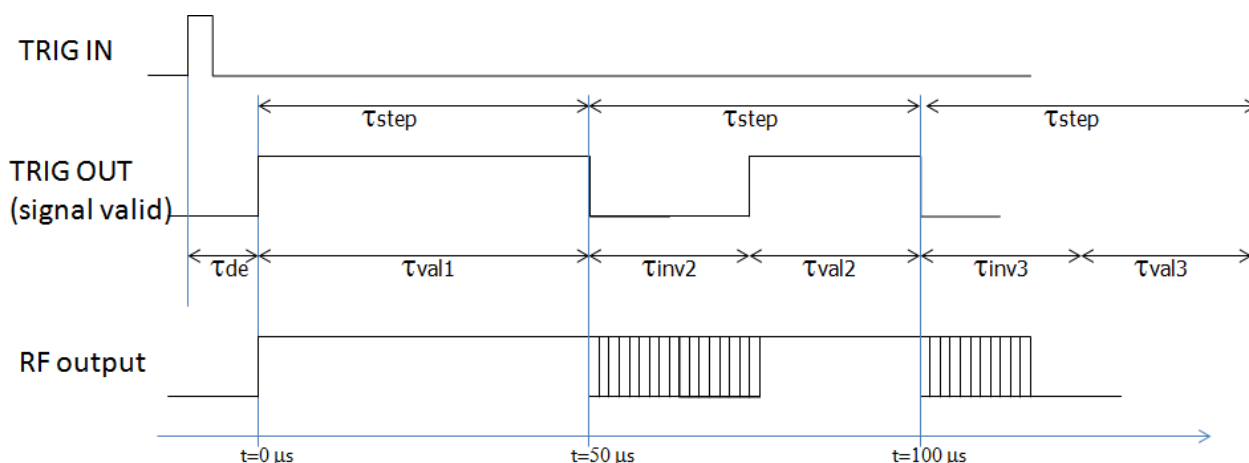 TRIG IN
τstep τstep τstep
TRIG OUT
(signal valid)
τde τval1 τinv2 τval2 τinv3 τval3
RF output
t=0 µs t=50 µs t=100 µs